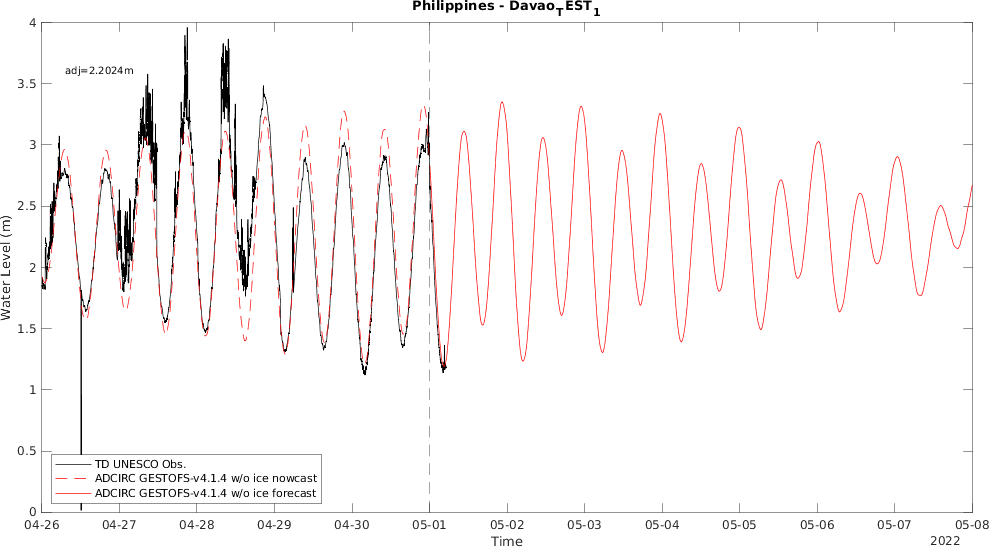 Philippines - DavaoTEST1
adj=2.2024m
4
3.5
3
2.5
2
1.5
1
0.5
0
Water Level (m)
TD UNESCO Obs.
ADCIRC GESTOFS-v4.1.4 w/o ice nowcast
ADCIRC GESTOFS-v4.1.4 w/o ice forecast
04-26 04-27 04-28 04-29 04-30 05-01 05-02 05-03 05-04 05-05 05-06 05-07 05-08
Time
2022